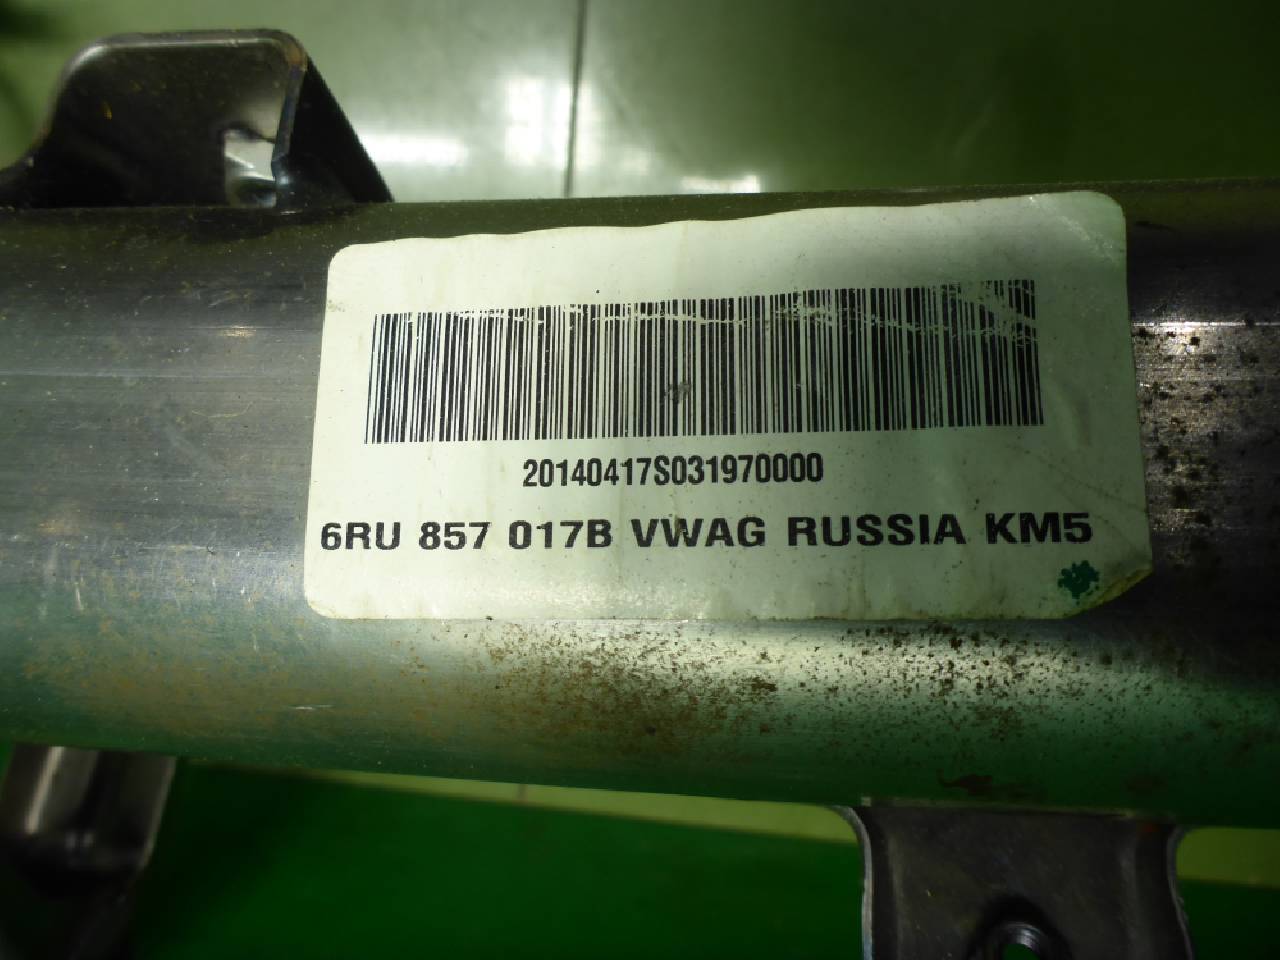 20140417S031970000
6RU 857 017B VWAG RUSSIA KM5